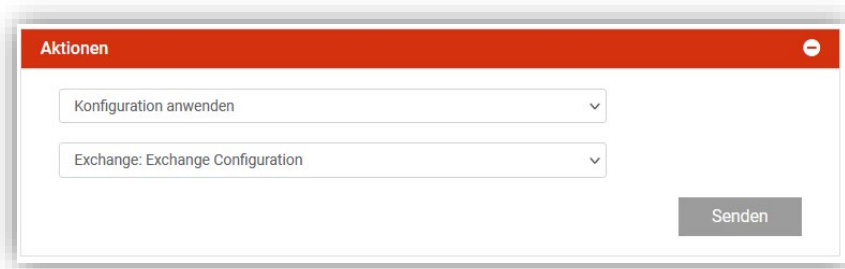 Aktionen
Konfiguration anwenden
Exchange: Exchange Configuration
Senden